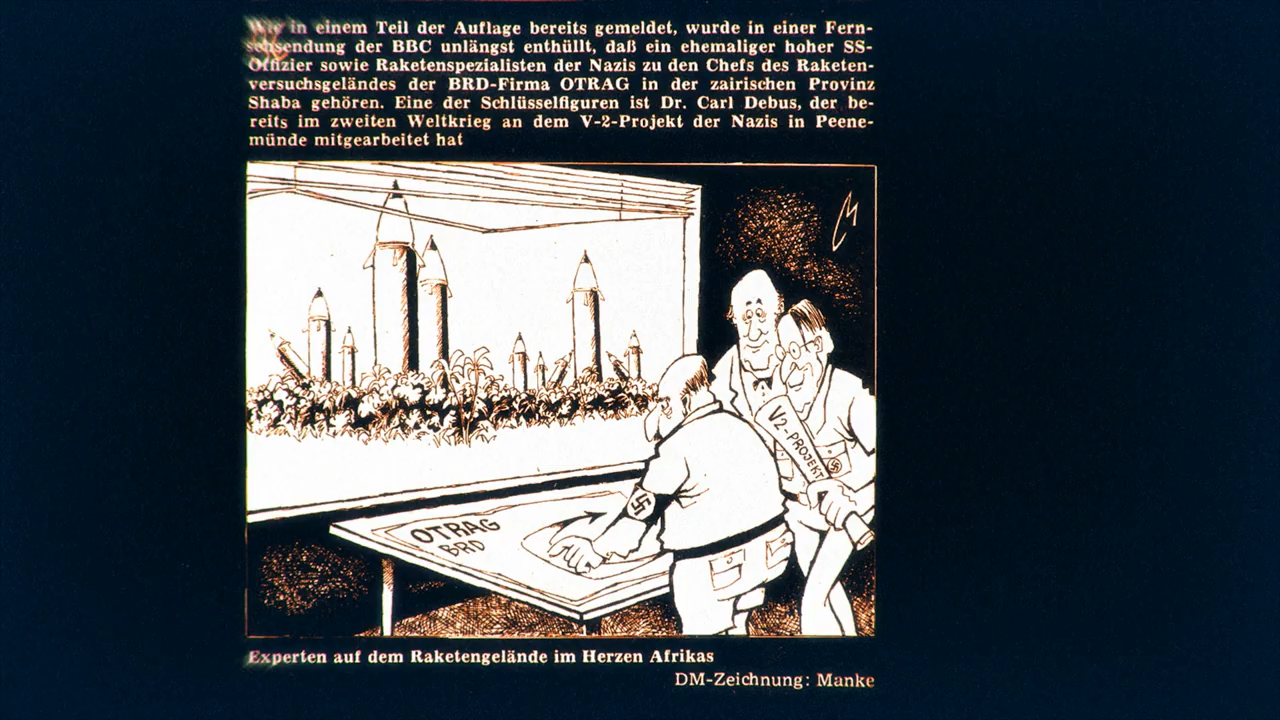 Wie in einem Teil der Auflage bereits gemeldet, wurde in einer Fern-
sehsendung der BBC unlängst enthüllt, daß ein ehemaliger hoher SS-
Offizier sowie Raketenspezialisten der Nazis zu den Chefs des Raketen-
versuchsgeländes der BRD-Firma OTRAG in der zairischen Provinz
Shaba gehören. Eine der Schlüsselfiguren ist Dr. Carl Debus, der be-
reits im zweiten Weltkrieg an dem V-2-Projekt der Nazis in Peene-
münde mitgearbeitet hat
V2-PROJEKT
OTRAG
BRD
Experten auf dem Raketengelände im Herzen Afrikas
DM-Zeichnung: Manke